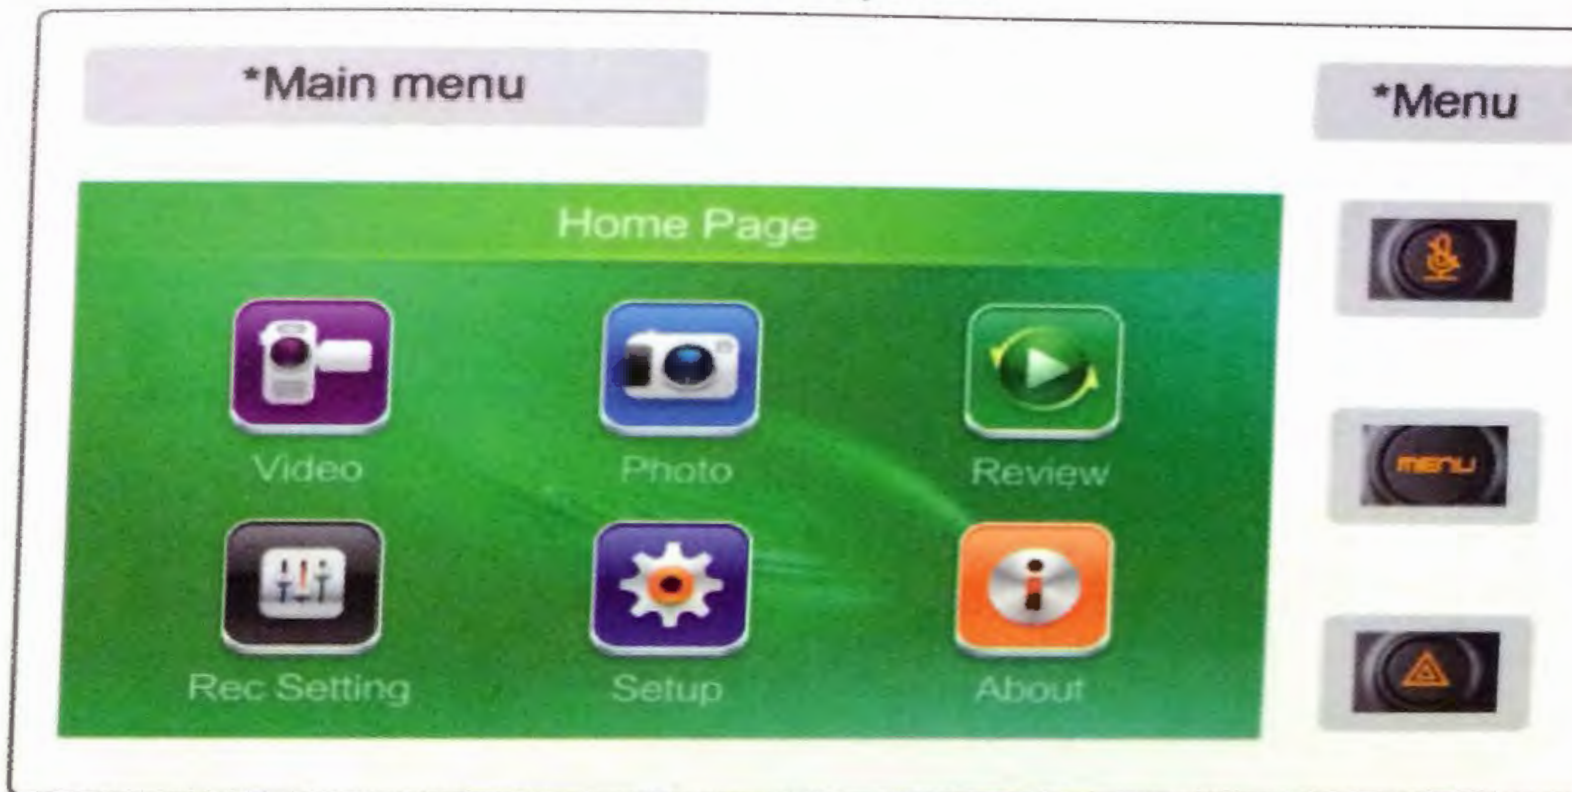 *Main menu
*Menu
Home Page
Video
Photo
Review
MENU
Rec Setting
Setup
About